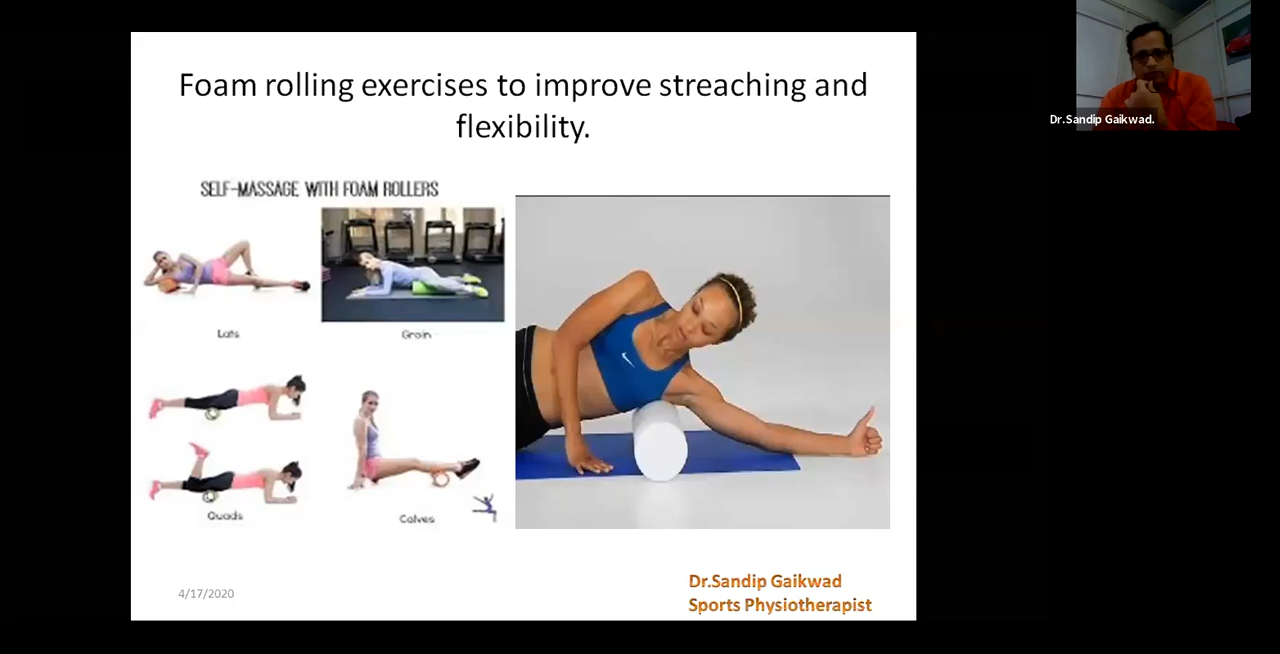 Foam rolling exercises to improve streaching and
flexibility.
SELF-MASSAGE WITH FOAM ROLLERS
Lats
Groin
Quads
Calves
4/17/2020
Dr.Sandip Gaikwad
Sports Physiotherapist
Dr.Sandip Gaikwad.